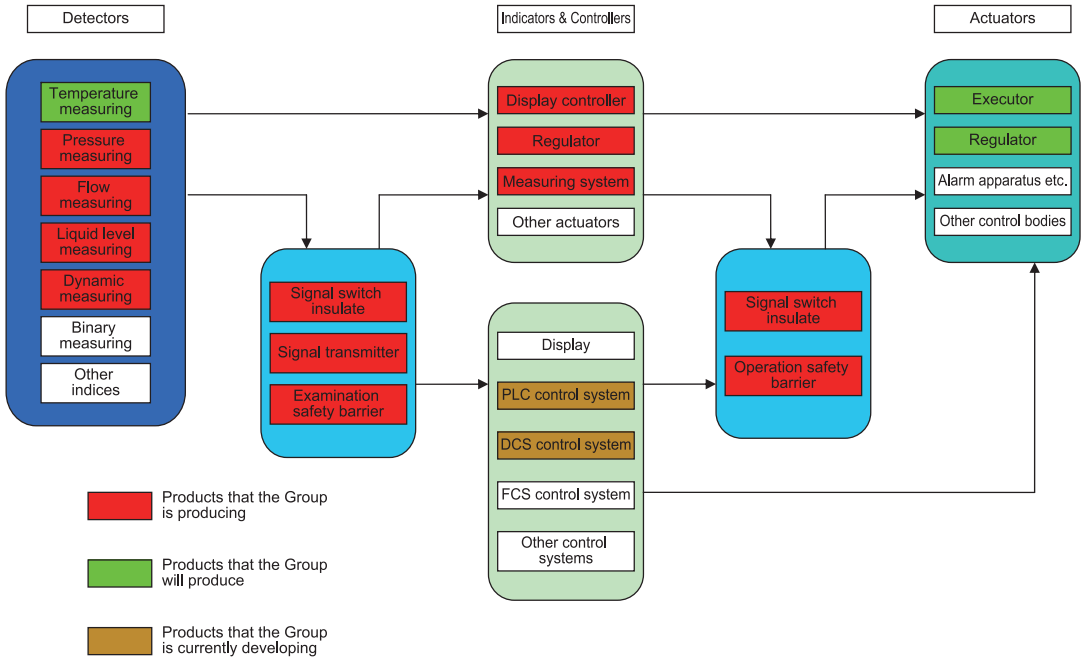 Detectors
Indicators & Controllers
Actuators
Temperature
measuring
Pressure
measuring
Flow
measuring
Liquid level
measuring
Dynamic
measuring
Binary
measuring
Other
indices
Signal switch
insulate
Signal transmitter
Examination
safety barrier
Display controller
Regulator
Measuring system
Other actuators
Display
PLC control system
DCS control system
FCS control system
Other control
systems
Signal switch
insulate
Operation safety
barrier
Executor
Regulator
Alarm apparatus etc.
Other control bodies
Products that the Group
is producing
Products that the Group
will produce
Products that the Group
is currently developing